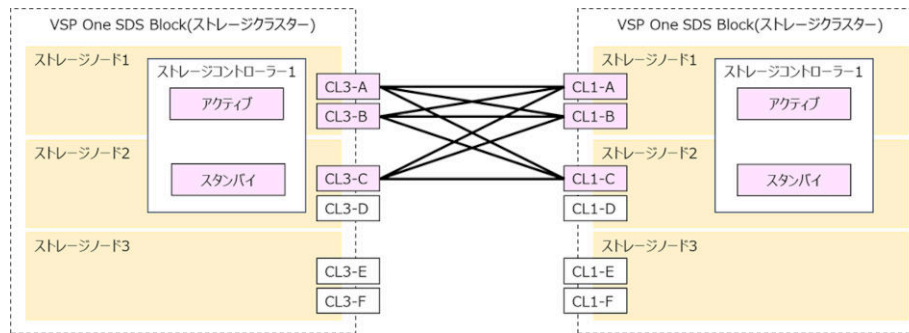 VSP One SDS Block(ストレージクラスター)
ストレージノード1
ストレージコントローラー1
アクティブ
CL3-A
CL3-B
ストレージノード2
スタンバイ
CL3-C
CL3-D
ストレージノード3
CL3-E
CL3-F
VSP One SDS Block(ストレージクラスター)
ストレージノード1
ストレージコントローラー1
CL1-A
アクティブ
CL1-B
ストレージノード2
CL1-C
スタンバイ
CL1-D
ストレージノード3
CL1-E
CL1-F